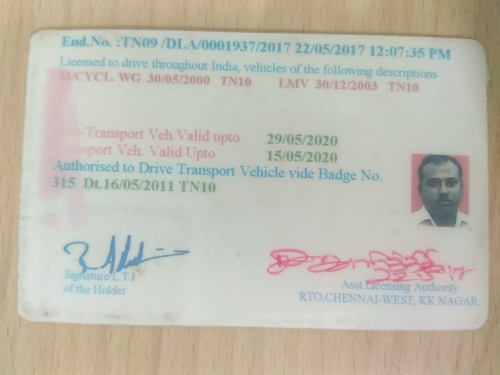 End.No. :TN09 /DLA/0001937/2017 22/05/2017 12:07:35 PM
Licensed to drive throughout India, vehicles of the following descriptions
M/CYCL. WG 30/05/2000 TN10 LMV 30/12/2003 TN10
-Transport Veh.Valid upto 29/05/2020
Veh. Valid Upto 15/05/2020
Authorised to Drive Transport Vehicle vide Badge No.
315 Dt.16/05/2011 TN10
Signature/L.T.I
of the Holder
Asst.Licensing Authority
RTO,CHENNAI-WEST, KK NAGAR